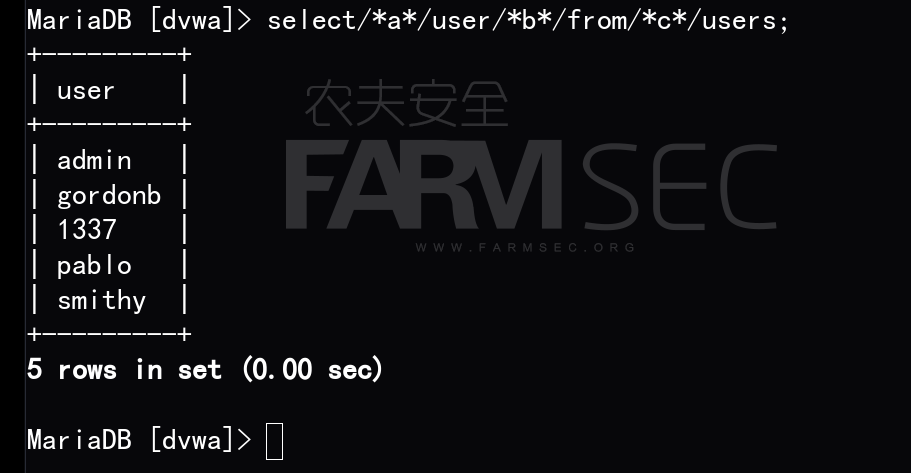 MariaDB [dvwa]> select/*a*/user/*b*/from/*c*/users;
+---------+
| user    |
+---------+
| admin   |
| gordonb |
| 1337    |
| pablo   |
| smithy  |
+---------+
5 rows in set (0.00 sec)
MariaDB [dvwa]>
农夫安全
FARMSEC
WWW.FARMSEC.ORG